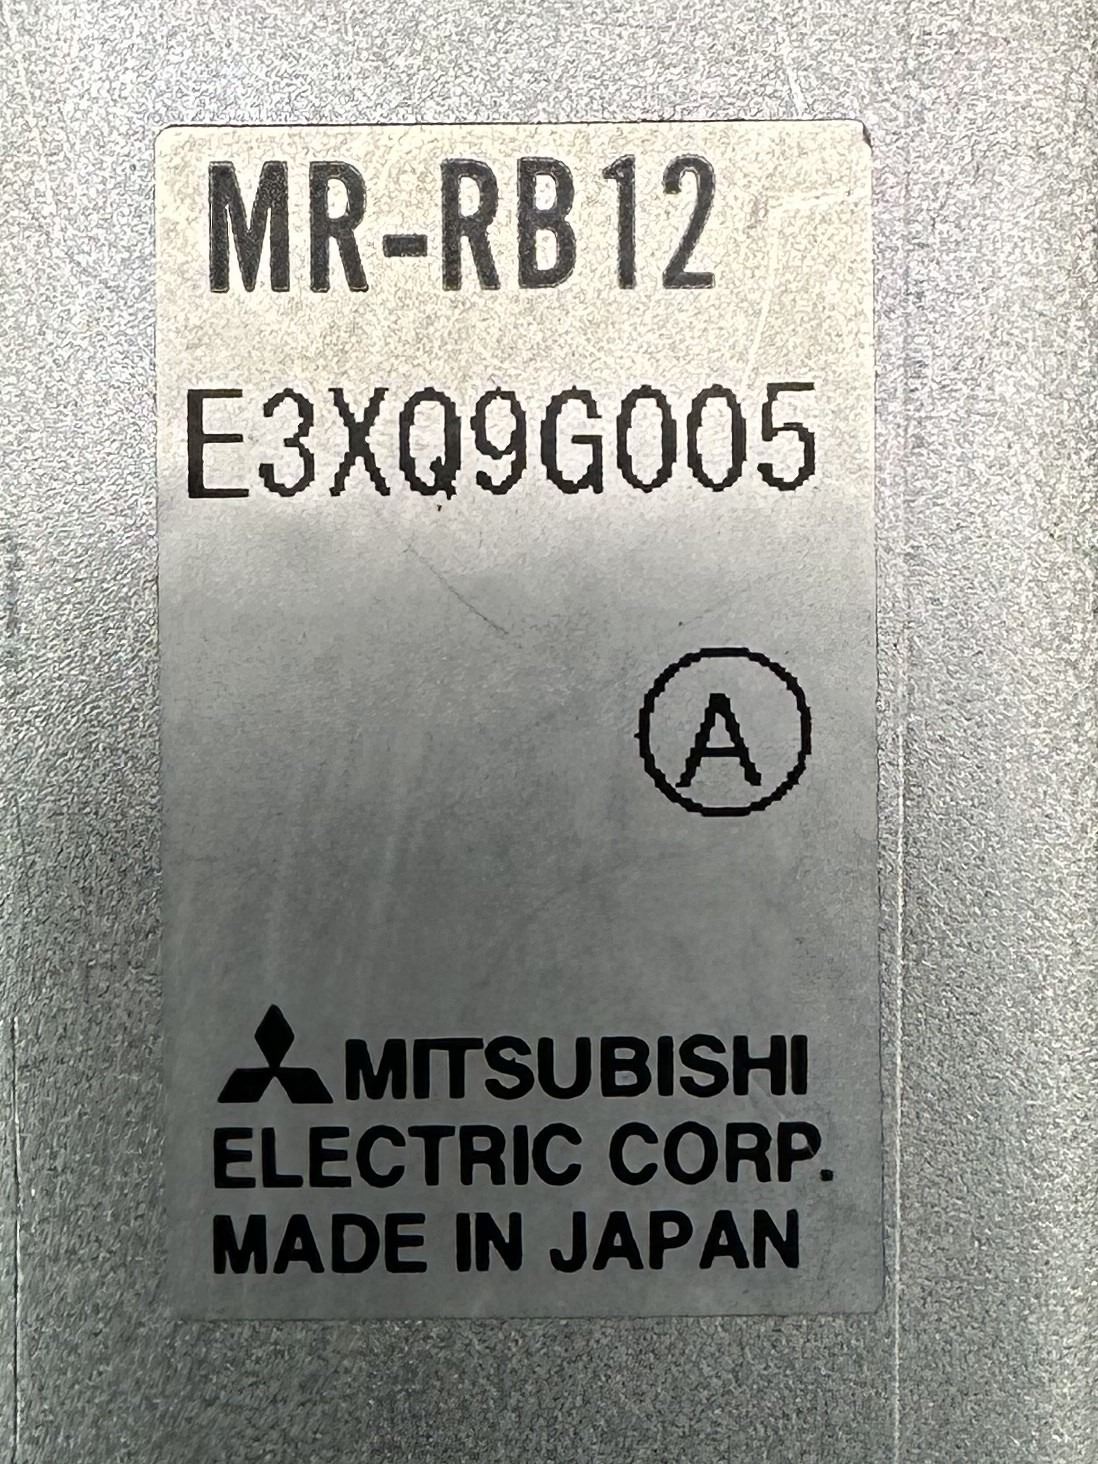 MR-RB12
E3XQ9G005
A
MITSUBISHI
ELECTRIC CORP.
MADE IN JAPAN